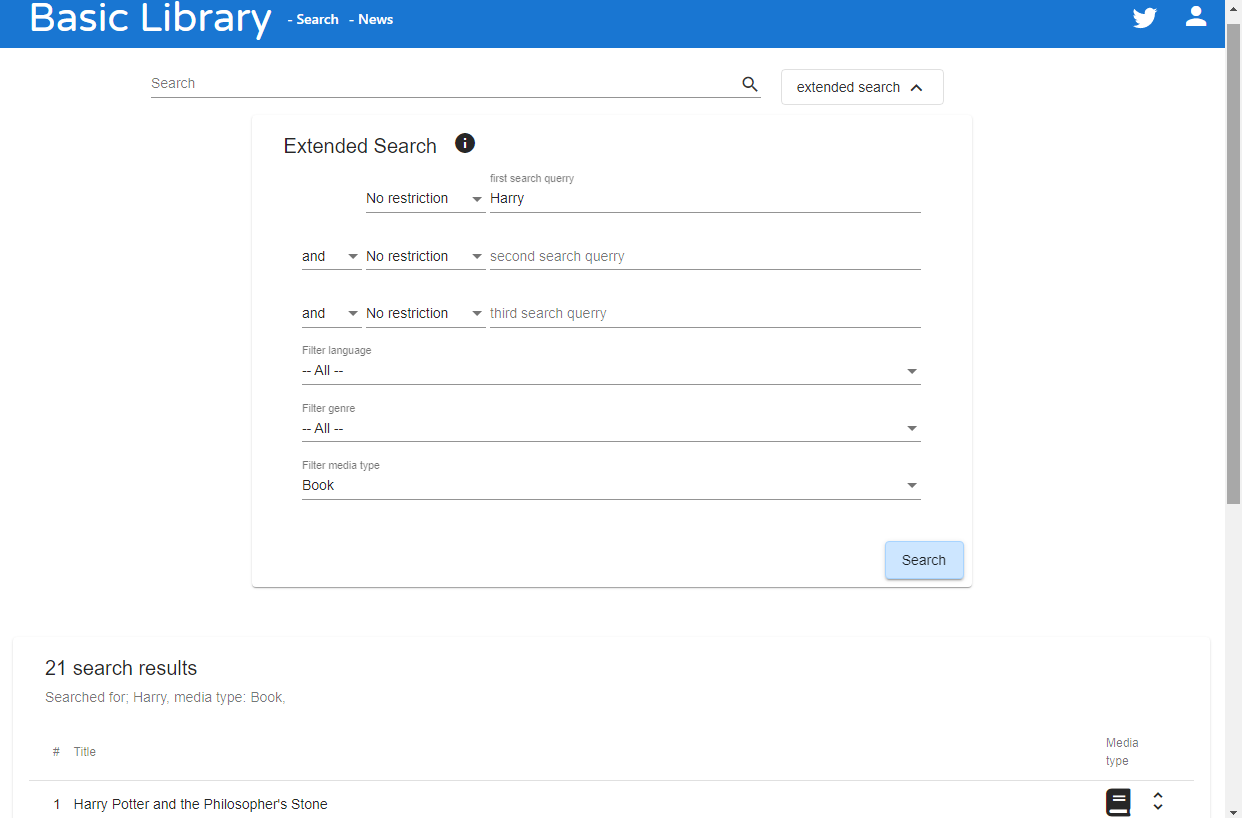 Basic Library - Search - News
Search
extended search
Extended Search
first search querry
No restriction Harry
and No restriction second search querry
and No restriction third search querry
Filter language
-- All --
Filter genre
-- All --
Filter media type
Book
Search
21 search results
Searched for; Harry, media type: Book,
# Title Media type
1 Harry Potter and the Philosopher's Stone